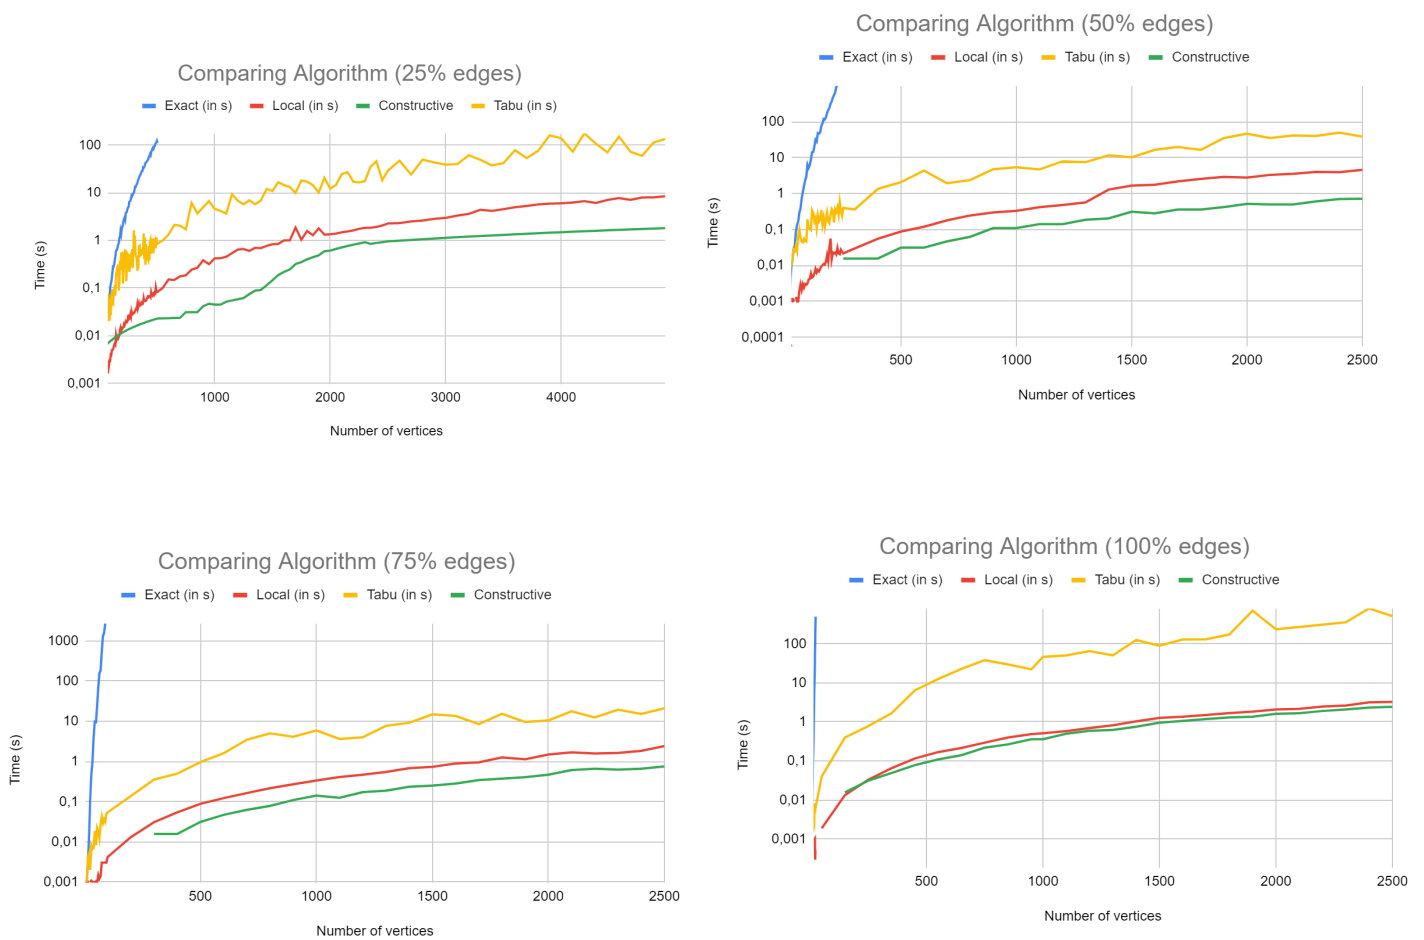 Comparing Algorithm (25% edges)
Exact (in s) Local (in s) Constructive Tabu (in s)
100
10
1
0,1
0,01
0,001
Time (s)
1000 2000 3000 4000
Number of vertices
Comparing Algorithm (50% edges)
Exact (in s) Local (in s) Tabu (in s) Constructive
100
10
1
0,1
0,01
0,001
0,0001
Time (s)
500 1000 1500 2000 2500
Number of vertices
Comparing Algorithm (75% edges)
Exact (in s) Local (in s) Tabu (in s) Constructive
1000
100
10
1
0,1
0,01
0,001
Time (s)
500 1000 1500 2000 2500
Number of vertices
Comparing Algorithm (100% edges)
Exact (in s) Local (in s) Tabu (in s) Constructive
100
10
1
0,1
0,01
0,001
Time (s)
500 1000 1500 2000 2500
Number of vertices